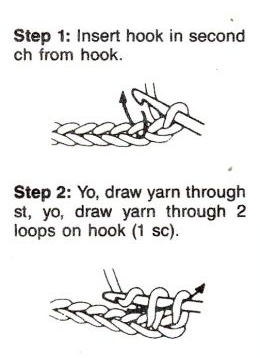 Step 1: Insert hook in second
ch from hook.
Step 2: Yo, draw yarn through
st, yo, draw yarn through 2
loops on hook (1 sc).